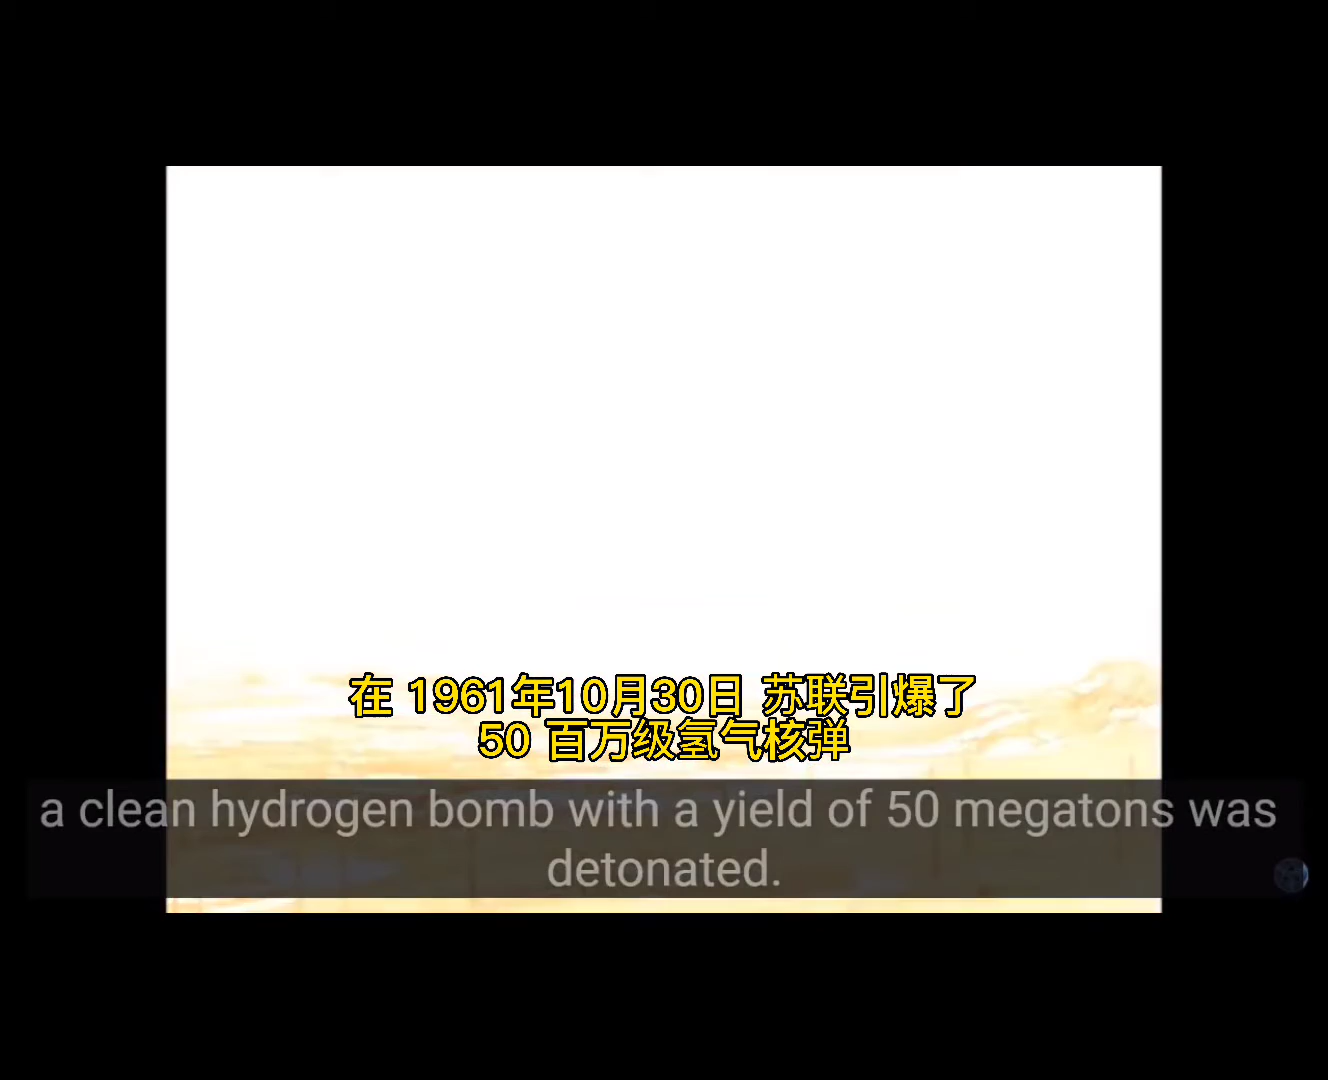 在 1961年10月30日 苏联引爆了
50 百万级氢气核弹
a clean hydrogen bomb with a yield of 50 megatons was
detonated.